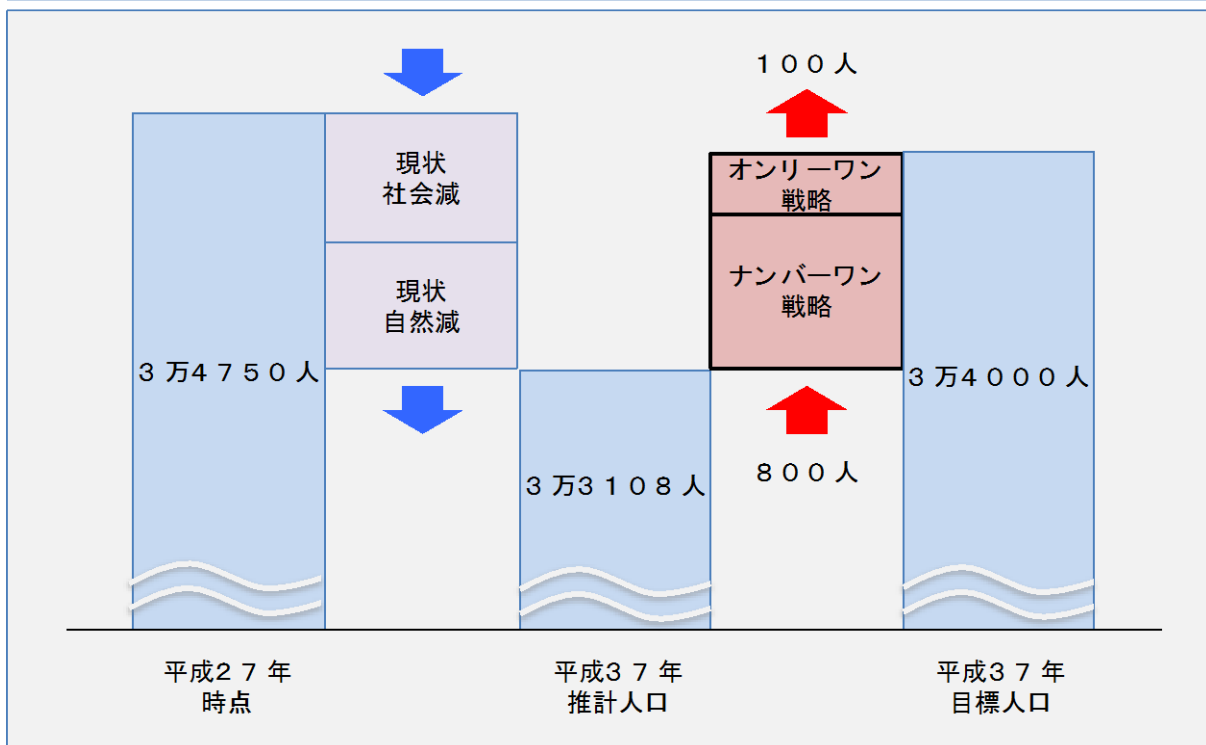 １００人
現状
社会減
オンリーワン
戦略
現状
自然減
ナンバーワン
戦略
３万４７５０人
３万４０００人
３万３１０８人
８００人
平成２７年
時点
平成３７年
推計人口
平成３７年
目標人口